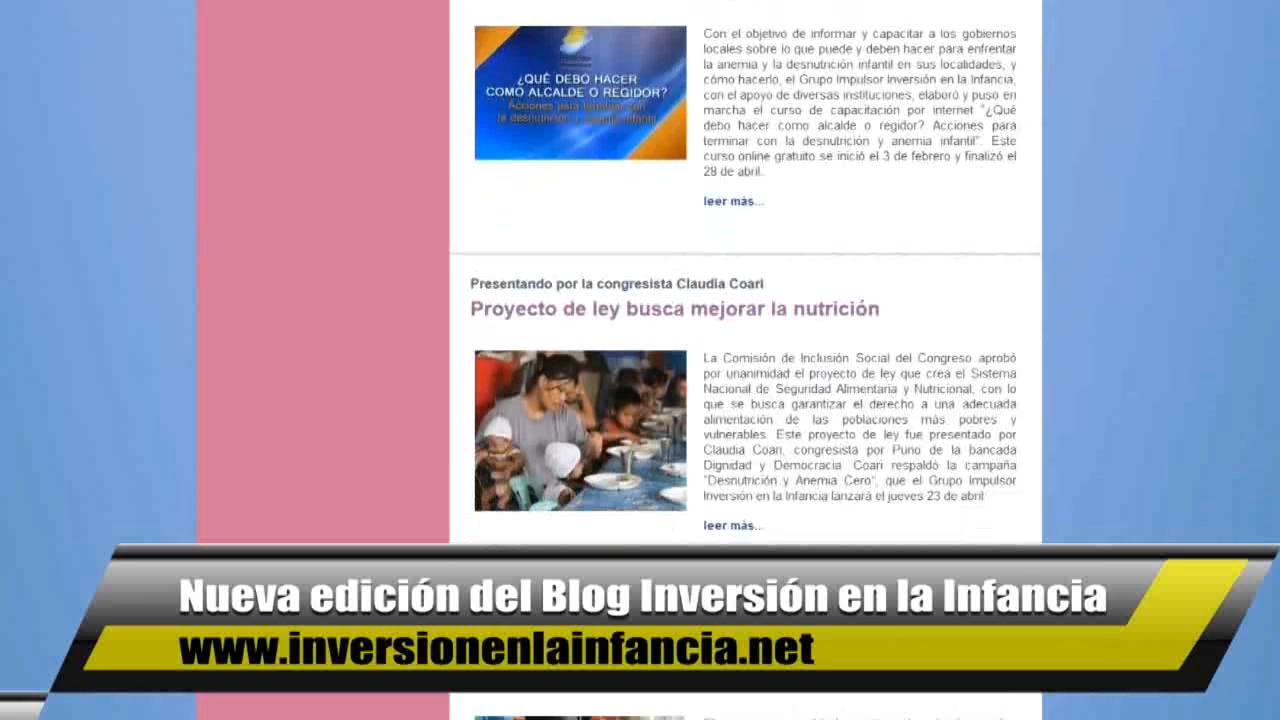 Con el objetivo de informar y capacitar a los gobiernos
locales sobre lo que puede y deben hacer para enfrentar
la anemia y la desnutrición infantil en sus localidades, y
cómo hacerlo, el Grupo Impulsor Inversión en la Infancia,
con el apoyo de diversas instituciones, elaboró y puso en
marcha el curso de capacitación por internet "¿Qué
debo hacer como alcalde o regidor? Acciones para
terminar con la desnutrición y anemia infantil". Este
curso online gratuito se inició el 3 de febrero y finalizó el
28 de abril.
leer más...
¿QUÉ DEBO HACER
COMO ALCALDE O REGIDOR?
Acciones para terminar con
la desnutrición y anemia infantil
Presentando por la congresista Claudia Coari
Proyecto de ley busca mejorar la nutrición
La Comisión de Inclusión Social del Congreso aprobó
por unanimidad el proyecto de ley que crea el Sistema
Nacional de Seguridad Alimentaria y Nutricional, con lo
que se busca garantizar el derecho a una adecuada
alimentación de las poblaciones más pobres y
vulnerables. Este proyecto de ley fue presentado por
Claudia Coari, congresista por Puno de la bancada
Dignidad y Democracia. Coari respaldó la campaña
"Desnutrición y Anemia Cero", que el Grupo Impulsor
Inversión en la Infancia lanzará el jueves 23 de abril
leer más...
Nueva edición del Blog Inversión en la Infancia
www.inversionenlainfancia.net